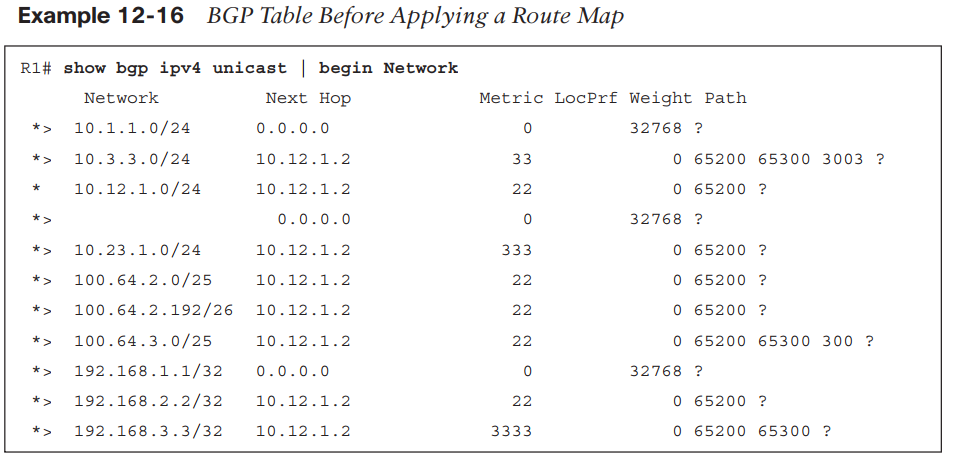 Example 12-16 BGP Table Before Applying a Route Map
R1# show bgp ipv4 unicast | begin Network
Network Next Hop Metric LocPrf Weight Path
*> 10.1.1.0/24 0.0.0.0 0 32768 ?
*> 10.3.3.0/24 10.12.1.2 33 0 65200 65300 3003 ?
* 10.12.1.0/24 10.12.1.2 22 0 65200 ?
*> 0.0.0.0 0 32768 ?
*> 10.23.1.0/24 10.12.1.2 333 0 65200 ?
*> 100.64.2.0/25 10.12.1.2 22 0 65200 ?
*> 100.64.2.192/26 10.12.1.2 22 0 65200 ?
*> 100.64.3.0/25 10.12.1.2 22 0 65200 65300 300 ?
*> 192.168.1.1/32 0.0.0.0 0 32768 ?
*> 192.168.2.2/32 10.12.1.2 22 0 65200 ?
*> 192.168.3.3/32 10.12.1.2 3333 0 65200 65300 ?